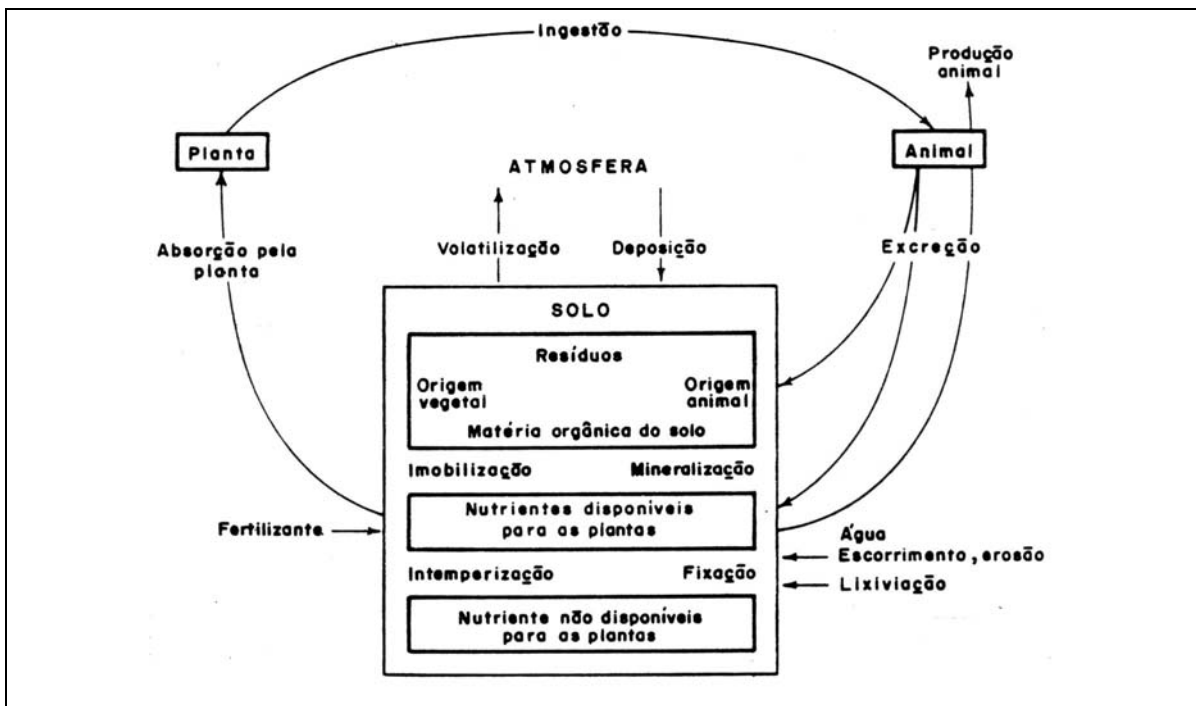 Ingestão
Produção
animal
Planta
Animal
ATMOSFERA
Absorção pela
planta
Volatilização
Deposição
Excreção
SOLO
Resíduos
Origem
vegetal
Origem
animal
Matéria orgânica do solo
Imobilização
Mineralização
Nutrientes disponíveis
para as plantas
Fertilizante
Água
Escorrimento, erosão
Intemperização
Fixação
Lixiviação
Nutriente não disponíveis
para as plantas